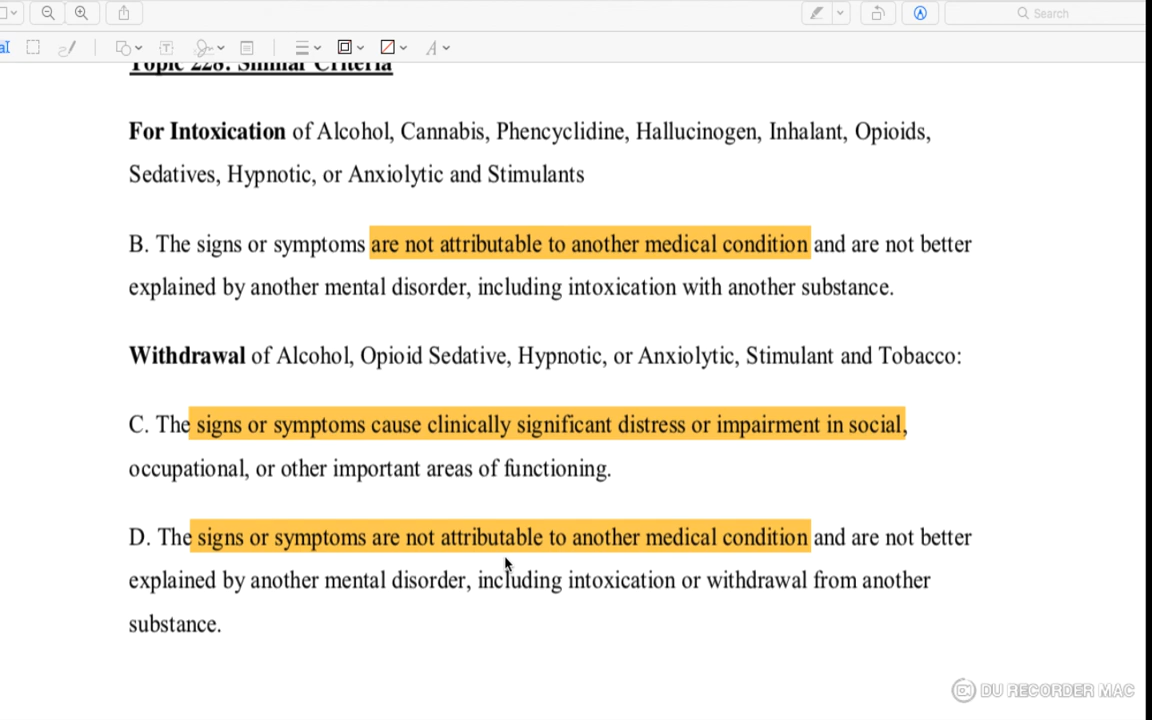 Search
Topic 228: Similar Criteria
For Intoxication of Alcohol, Cannabis, Phencyclidine, Hallucinogen, Inhalant, Opioids,
Sedatives, Hypnotic, or Anxiolytic and Stimulants
B. The signs or symptoms are not attributable to another medical condition and are not better
explained by another mental disorder, including intoxication with another substance.
Withdrawal of Alcohol, Opioid Sedative, Hypnotic, or Anxiolytic, Stimulant and Tobacco:
C. The signs or symptoms cause clinically significant distress or impairment in social,
occupational, or other important areas of functioning.
D. The signs or symptoms are not attributable to another medical condition and are not better
explained by another mental disorder, including intoxication or withdrawal from another
substance.
DU RECORDER MAC